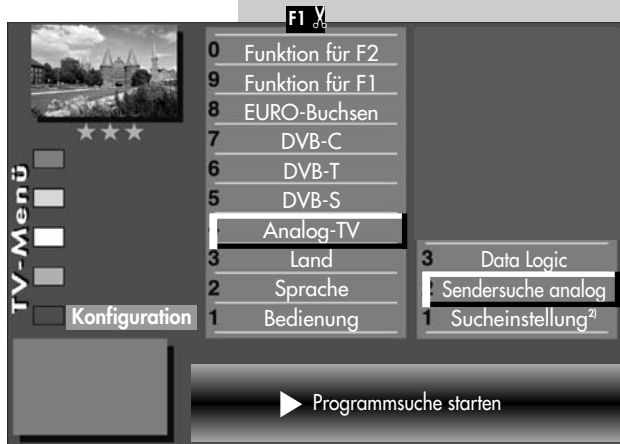 F1
0 Funktion für F2
9 Funktion für F1
8 EURO-Buchsen
7 DVB-C
6 DVB-T
5 DVB-S
Analog-TV
3 Land
2 Sprache
1 Bedienung
3 Data Logic
Sendersuche analog
1 Sucheinstellung²⁾
TV-Menü
Konfiguration
Programmsuche starten